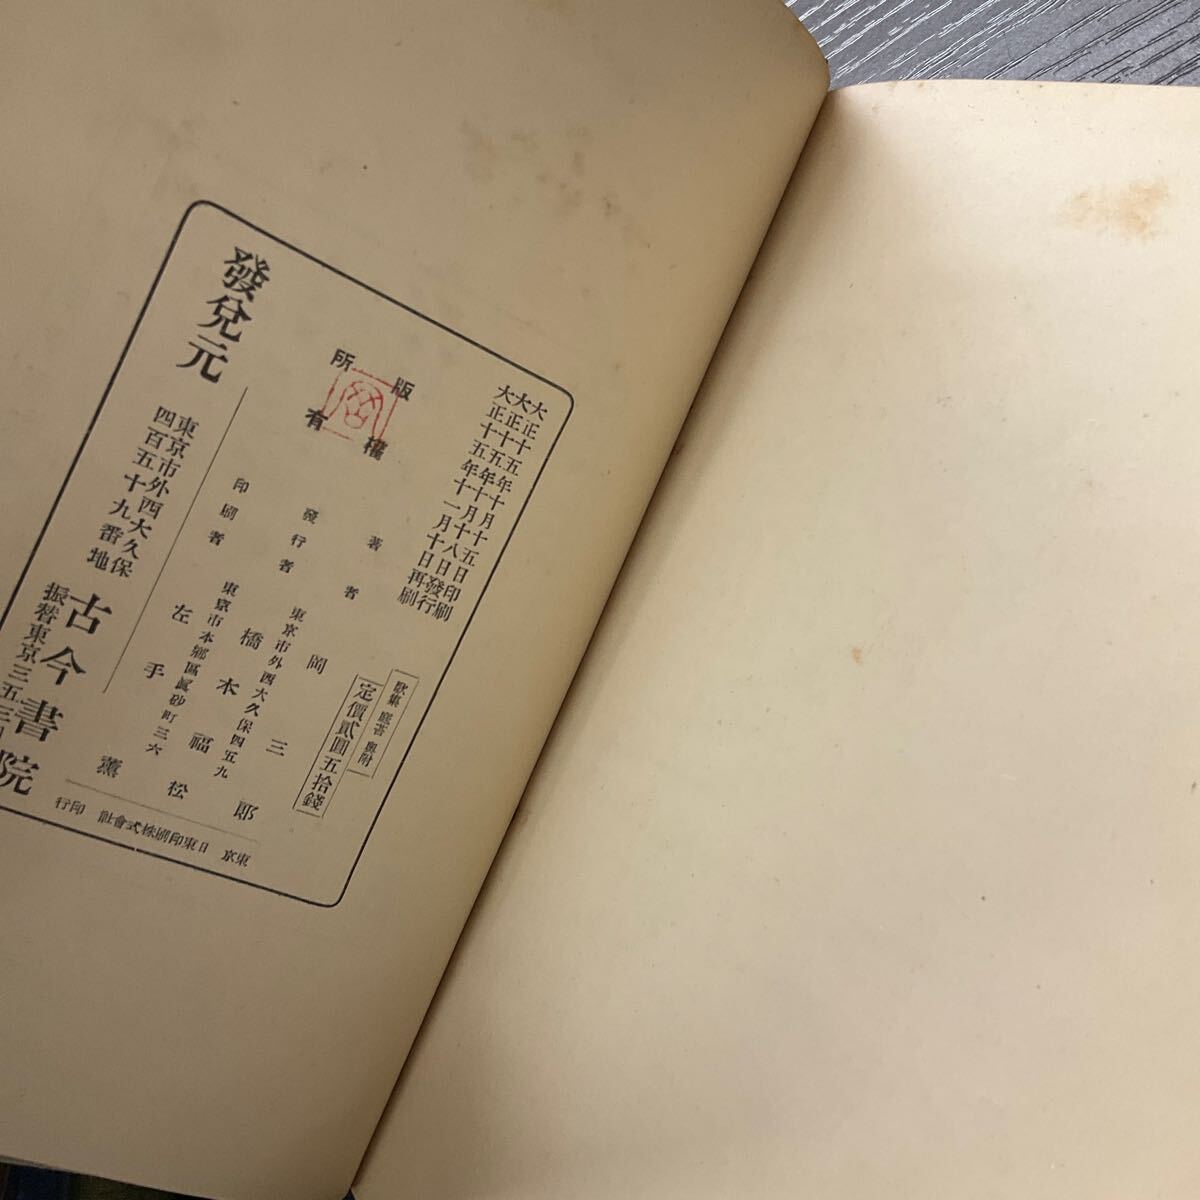 大正十五年十月十五日印刷
大正十五年十月十八日發行
大正十五年十一月十日再刷
歌集 庭苔 奧附
定價貳圓五拾錢
版權
所有
著者 岡 三郎
發行者 東京市外西大久保四五九
橋本福松
印刷者 東京市本鄕區眞砂町三六
左手 薰
東京 日東印刷株式會社 印行
發兌元
東京市外西大久保
四百五十九番地
古今書院
振替東京三五